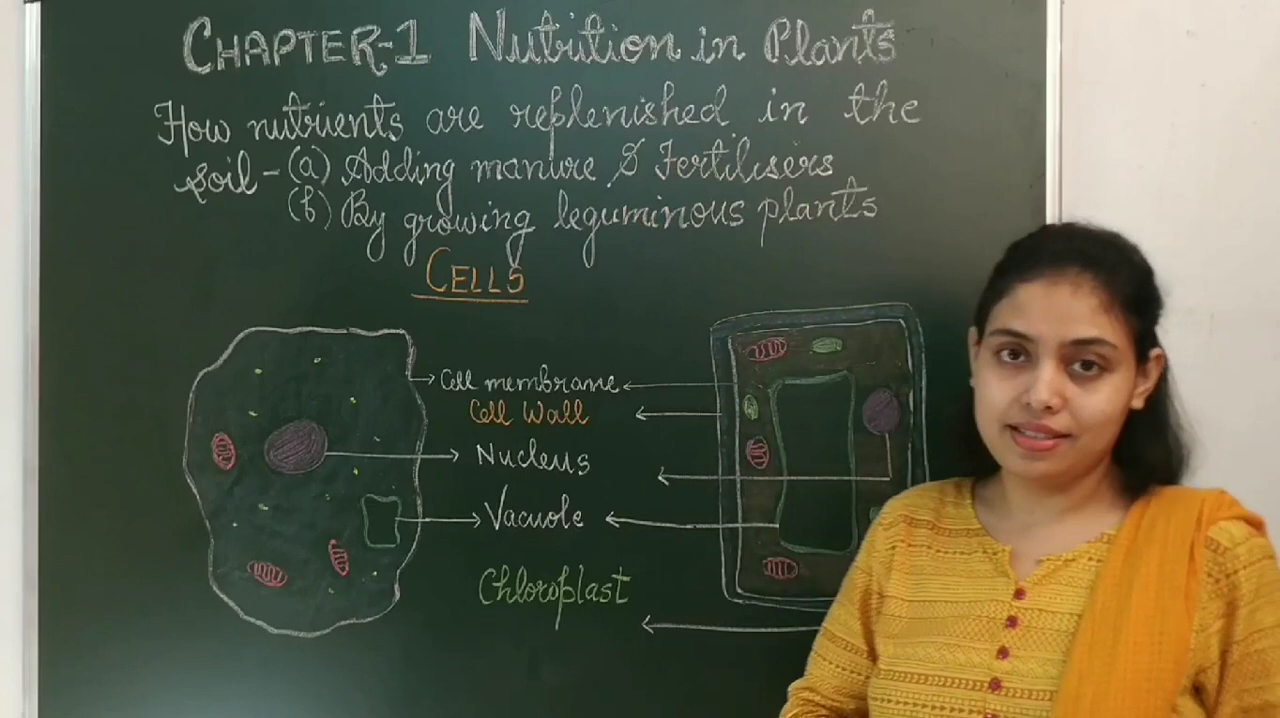 CHAPTER-1 Nutrition in Plants
How nutrients are replenished in the
soil - (a) Adding manure & Fertilisers
(b) By growing leguminous plants
CELLS
Cell membrane
Cell Wall
Nucleus
Vacuole
Chloroplast